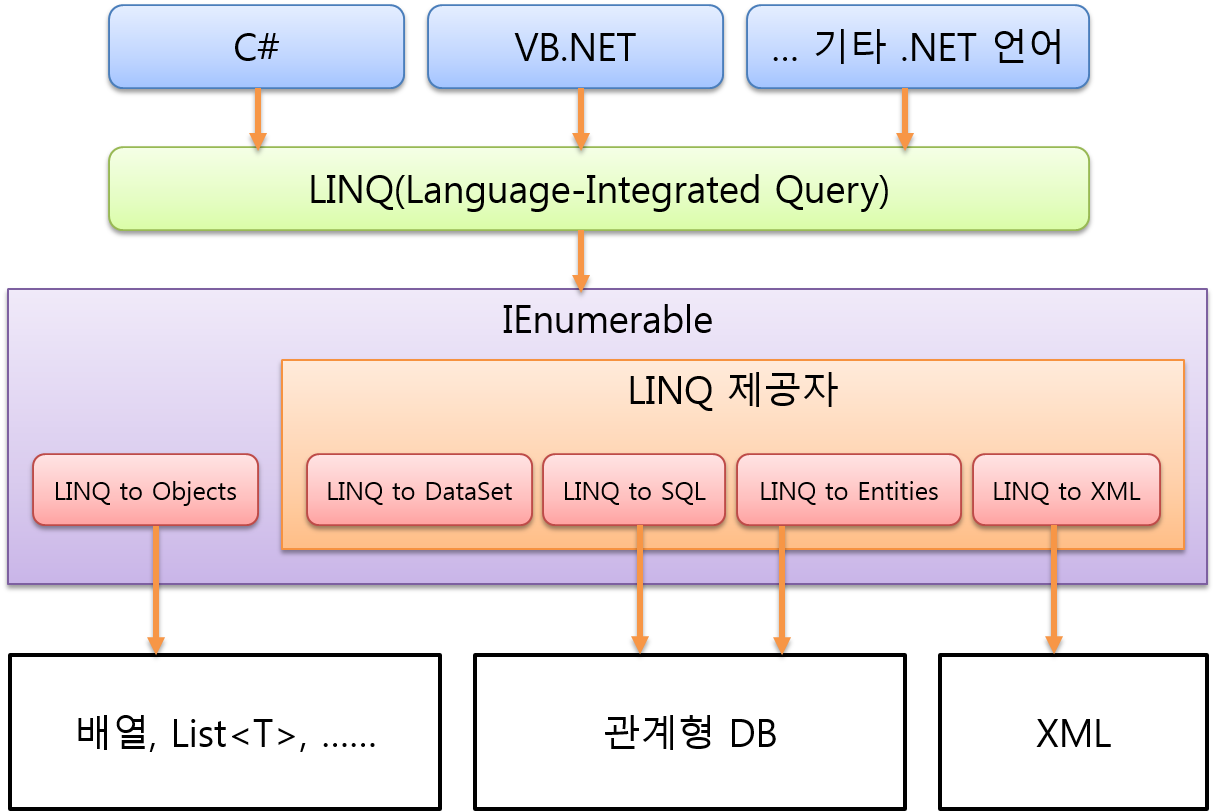 C#
VB.NET
... 기타 .NET 언어
LINQ(Language-Integrated Query)
IEnumerable
LINQ 제공자
LINQ to Objects
LINQ to DataSet
LINQ to SQL
LINQ to Entities
LINQ to XML
배열, List<T>, ......
관계형 DB
XML